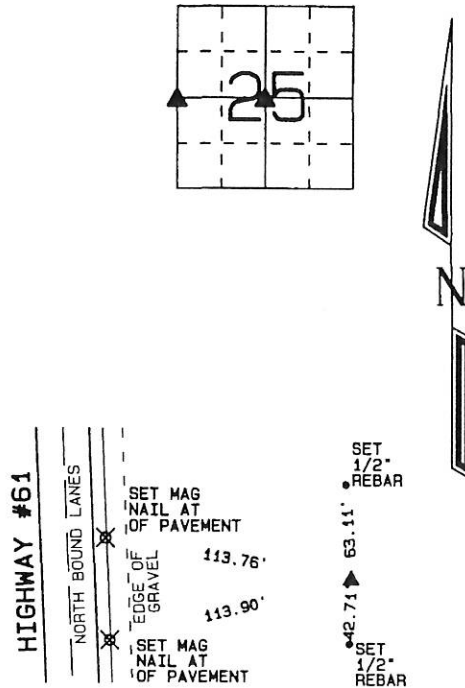 25
N
HIGHWAY #61
NORTH BOUND LANES
EDGE OF
GRAVEL
SET MAG
NAIL AT
OF PAVEMENT
113.76'
113.90'
SET MAG
NAIL AT
OF PAVEMENT
SET
1/2"
REBAR
63.11'
42.71
SET
1/2"
REBAR